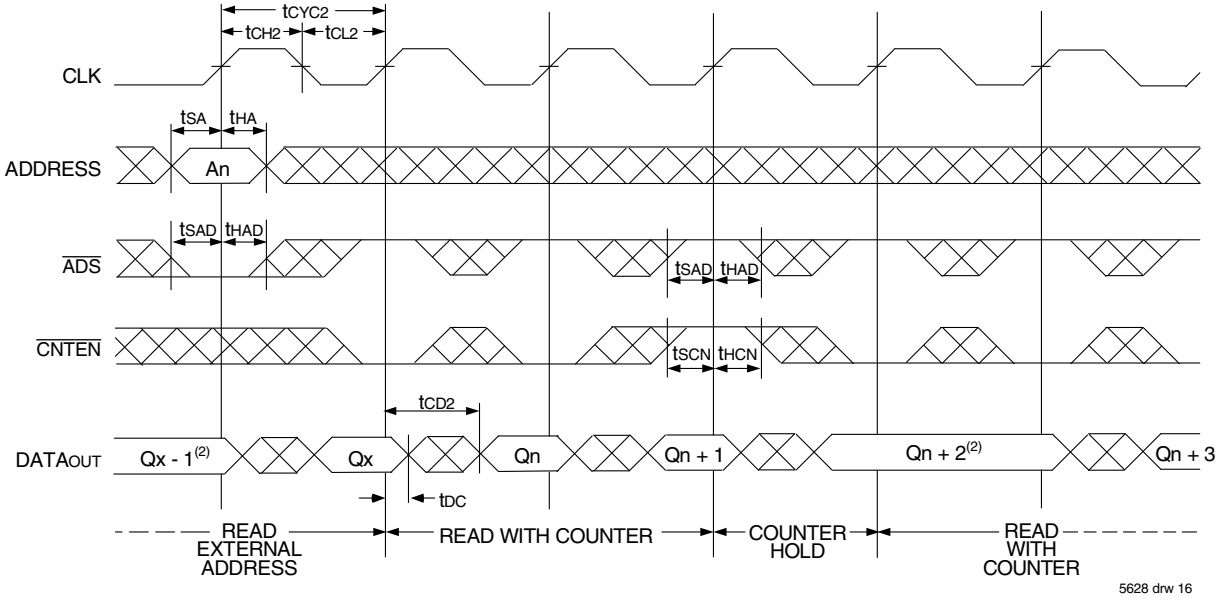 tCYC2
tCH2 tCL2
CLK
tSA tHA
ADDRESS An
tSAD tHAD
ADS
tSAD tHAD
CNTEN
tSCN tHCN
tCD2
DATAOUT Qx - 1(2) Qx Qn Qn + 1 Qn + 2(2) Qn + 3
tDC
READ EXTERNAL ADDRESS
READ WITH COUNTER
COUNTER HOLD
READ WITH COUNTER
5628 drw 16